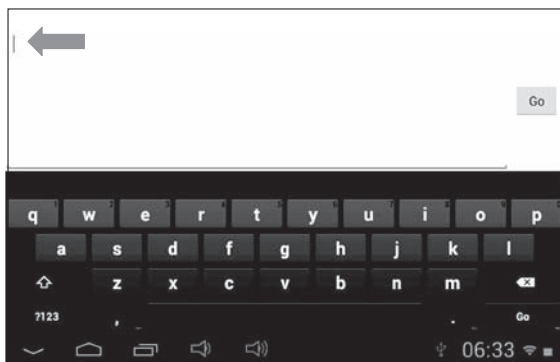 Go
q w e r t y u i o p
a s d f g h j k l
z x c v b n m
?123 , . Go
06:33